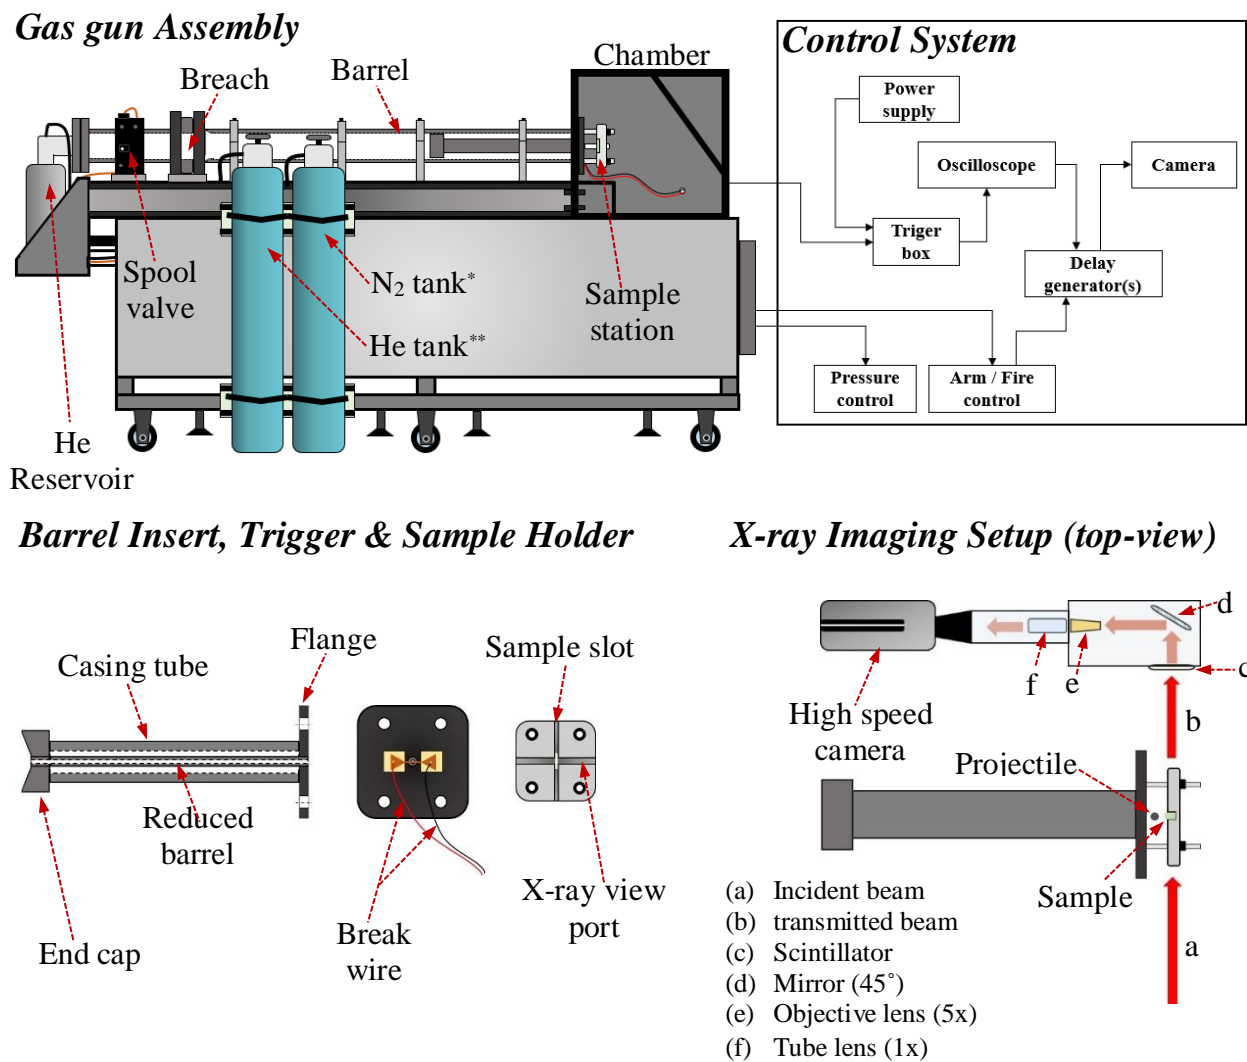 Gas gun Assembly
Chamber
Barrel
Breach
Spool
valve
N2 tank*
He tank**
Sample
station
He
Reservoir
Control System
Power
supply
Oscilloscope
Camera
Triger
box
Delay
generator(s)
Pressure
control
Arm / Fire
control
Barrel Insert, Trigger & Sample Holder
Flange
Sample slot
Casing tube
Reduced
barrel
End cap
Break
wire
X-ray view
port
X-ray Imaging Setup (top-view)
d
c
f
e
b
High speed
camera
Projectile
Sample
a
(a) Incident beam
(b) transmitted beam
(c) Scintillator
(d) Mirror (45˚)
(e) Objective lens (5x)
(f) Tube lens (1x)